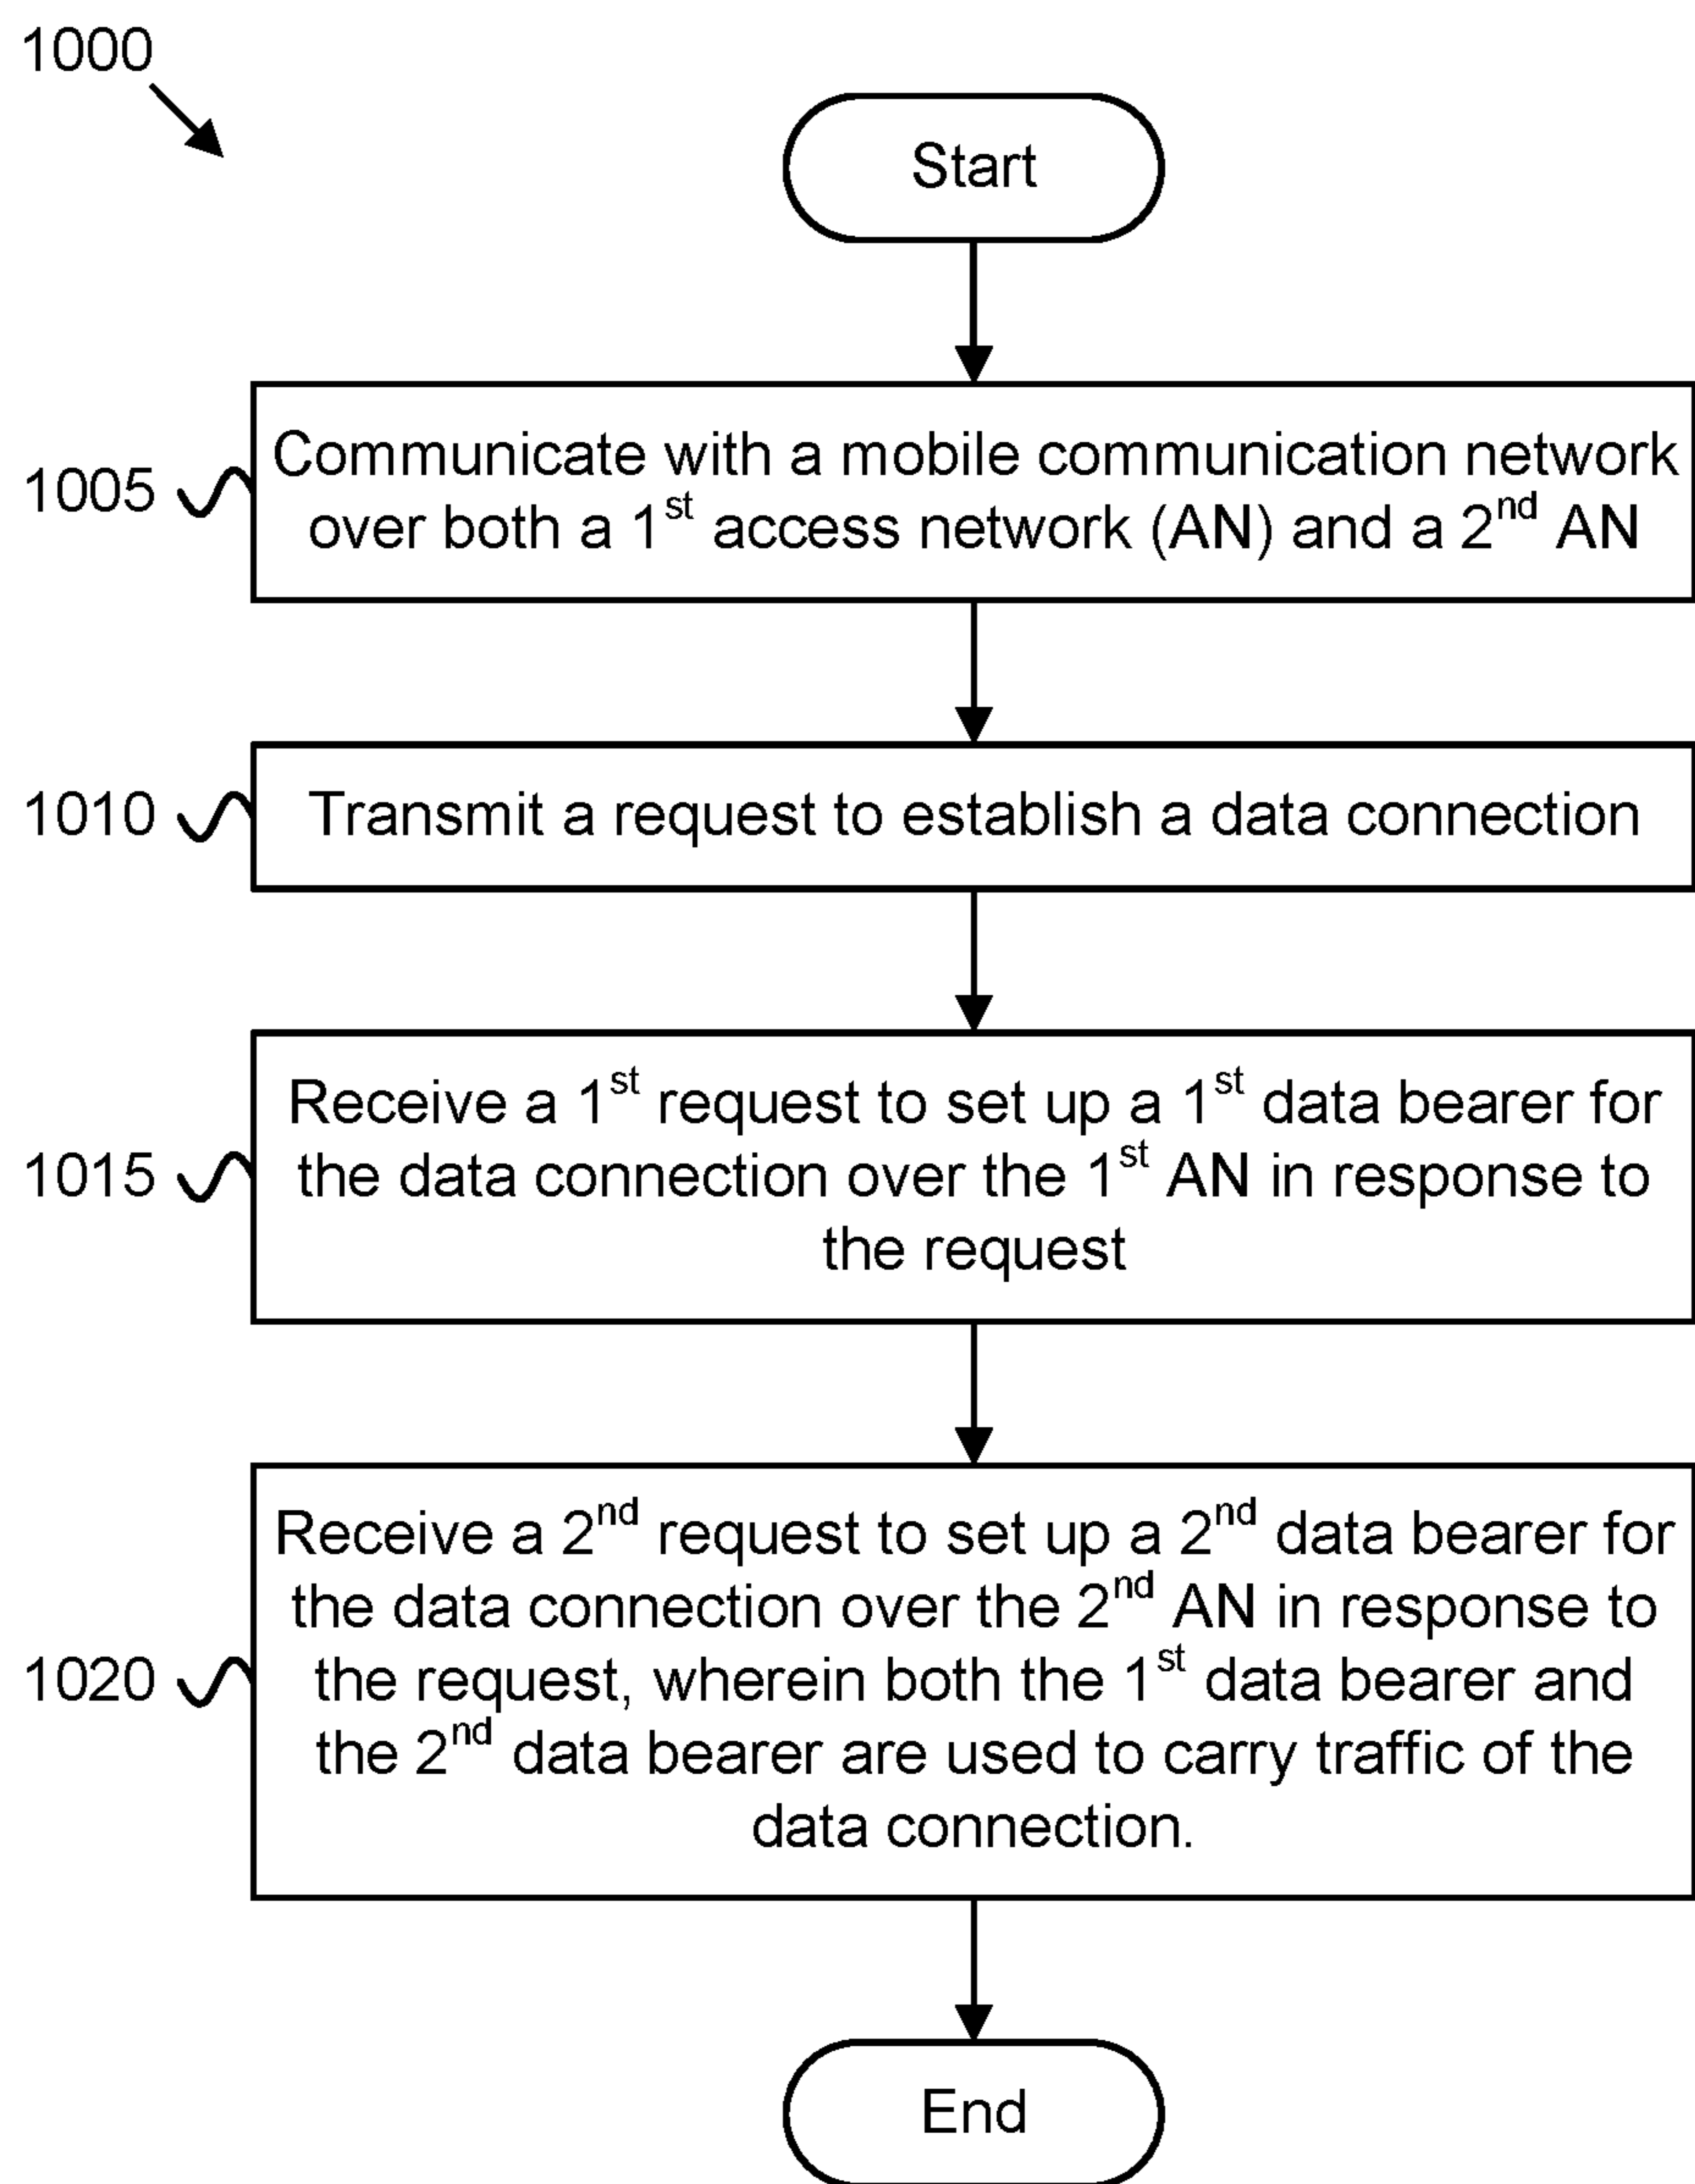 1000
Start
1005
Communicate with a mobile communication network
over both a 1st access network (AN) and a 2nd AN
1010
Transmit a request to establish a data connection
1015
Receive a 1st request to set up a 1st data bearer for
the data connection over the 1st AN in response to
the request
1020
Receive a 2nd request to set up a 2nd data bearer for
the data connection over the 2nd AN in response to
the request, wherein both the 1st data bearer and
the 2nd data bearer are used to carry traffic of the
data connection.
End